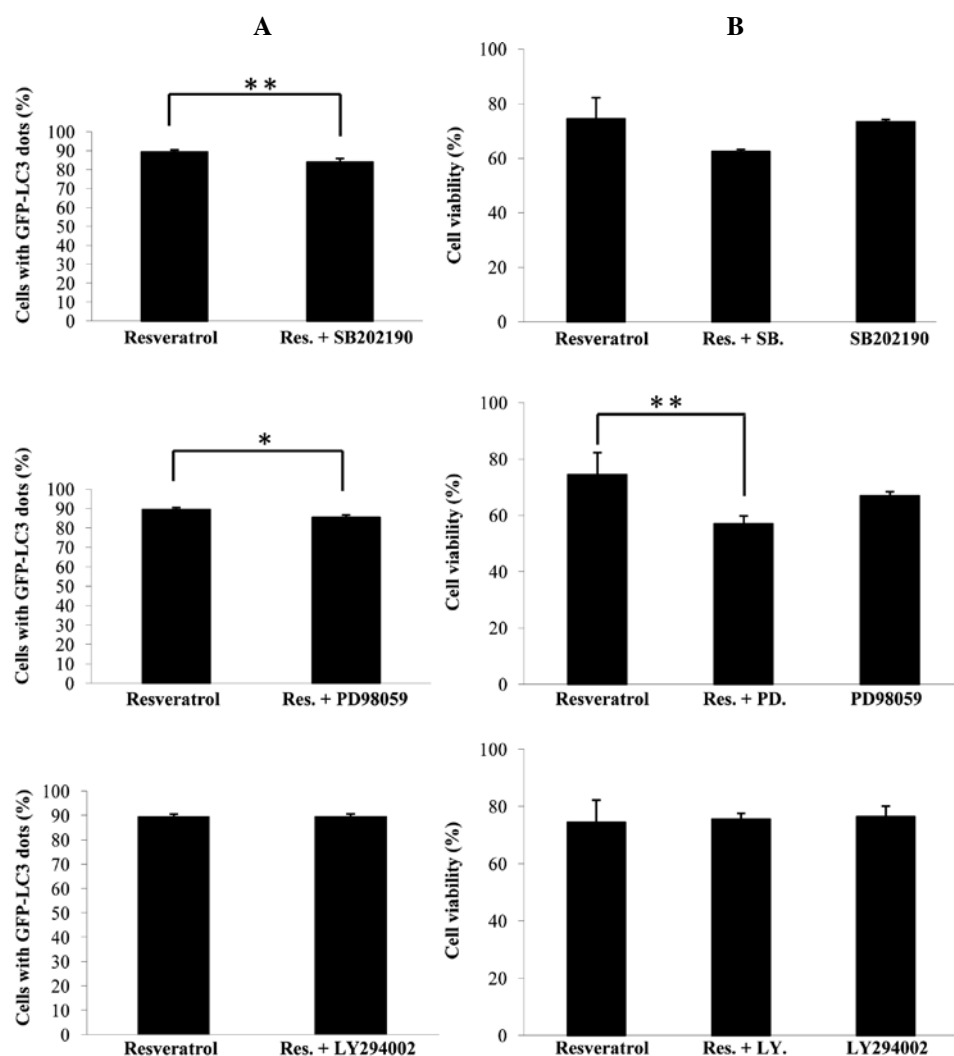 A
B
**
Cells with GFP-LC3 dots (%)
100
90
80
70
60
50
40
30
20
10
0
Resveratrol
Res. + SB202190
Cell viability (%)
100
80
60
40
20
0
Resveratrol
Res. + SB.
SB202190
*
Cells with GFP-LC3 dots (%)
100
90
80
70
60
50
40
30
20
10
0
Resveratrol
Res. + PD98059
**
Cell viability (%)
100
80
60
40
20
0
Resveratrol
Res. + PD.
PD98059
Cells with GFP-LC3 dots (%)
100
90
80
70
60
50
40
30
20
10
0
Resveratrol
Res. + LY294002
Cell viability (%)
100
80
60
40
20
0
Resveratrol
Res. + LY.
LY294002